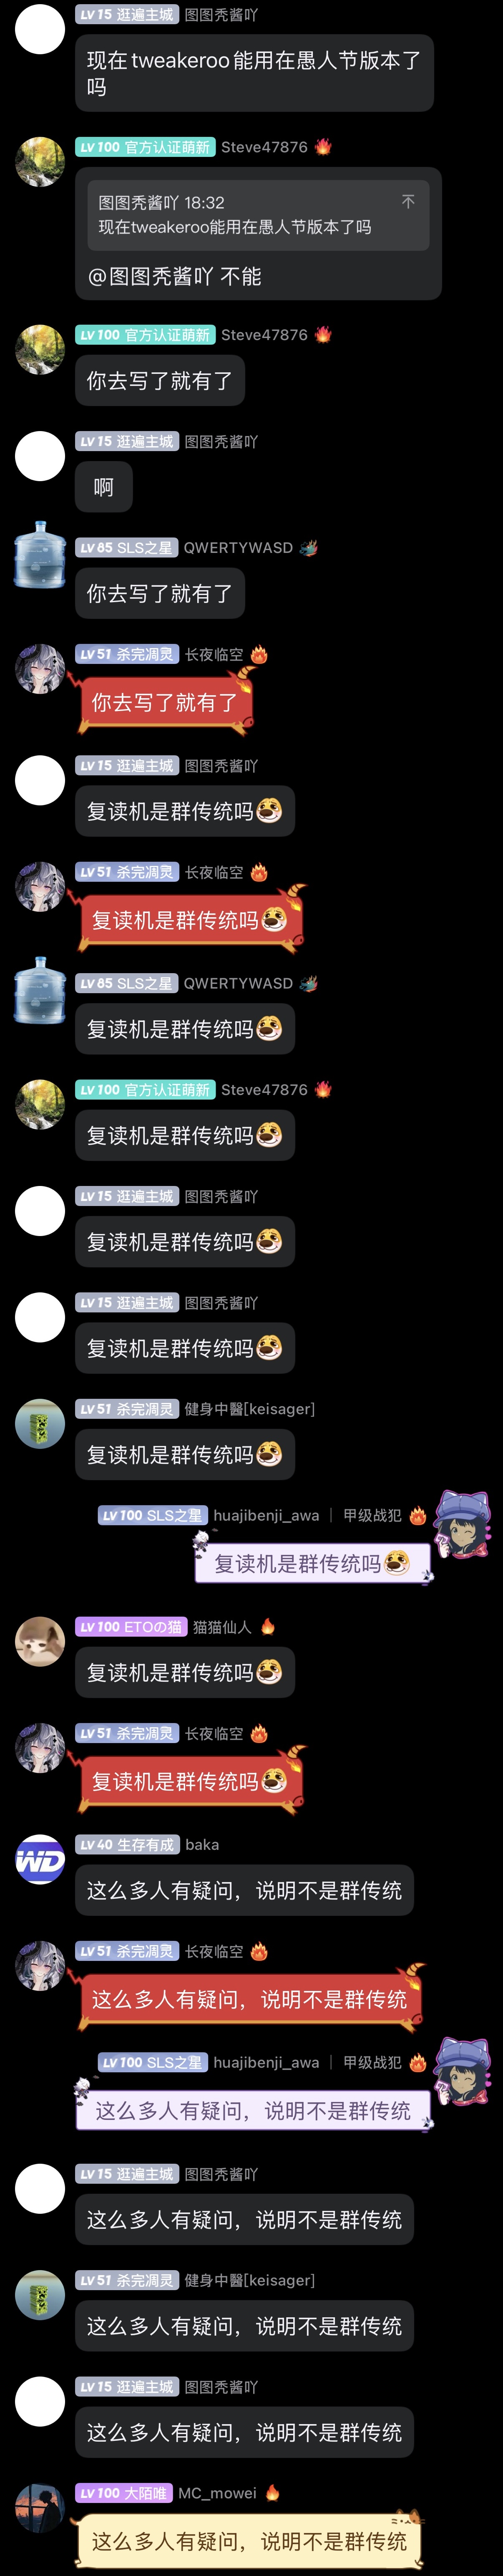 LV 15 逛遍主城 图图秃酱吖
现在tweakeroo能用在愚人节版本了
吗
LV 100 官方认证萌新 Steve47876
图图秃酱吖 18:32
现在tweakeroo能用在愚人节版本了吗
@图图秃酱吖 不能
LV 100 官方认证萌新 Steve47876
你去写了就有了
LV 15 逛遍主城 图图秃酱吖
啊
LV 85 SLS之星 QWERTYWASD
你去写了就有了
LV 51 杀完凋灵 长夜临空
你去写了就有了
LV 15 逛遍主城 图图秃酱吖
复读机是群传统吗
LV 51 杀完凋灵 长夜临空
复读机是群传统吗
LV 85 SLS之星 QWERTYWASD
复读机是群传统吗
LV 100 官方认证萌新 Steve47876
复读机是群传统吗
LV 15 逛遍主城 图图秃酱吖
复读机是群传统吗
LV 15 逛遍主城 图图秃酱吖
复读机是群传统吗
LV 51 杀完凋灵 健身中醫[keisager]
复读机是群传统吗
LV 100 SLS之星 huajibenji_awa | 甲级战犯
复读机是群传统吗
LV 100 ETOの猫 猫猫仙人
复读机是群传统吗
LV 51 杀完凋灵 长夜临空
复读机是群传统吗
WD
LV 40 生存有成 baka
这么多人有疑问，说明不是群传统
LV 51 杀完凋灵 长夜临空
这么多人有疑问，说明不是群传统
LV 100 SLS之星 huajibenji_awa | 甲级战犯
这么多人有疑问，说明不是群传统
LV 15 逛遍主城 图图秃酱吖
这么多人有疑问，说明不是群传统
LV 51 杀完凋灵 健身中醫[keisager]
这么多人有疑问，说明不是群传统
LV 15 逛遍主城 图图秃酱吖
这么多人有疑问，说明不是群传统
LV 100 大陌唯 MC_mowei
这么多人有疑问，说明不是群传统